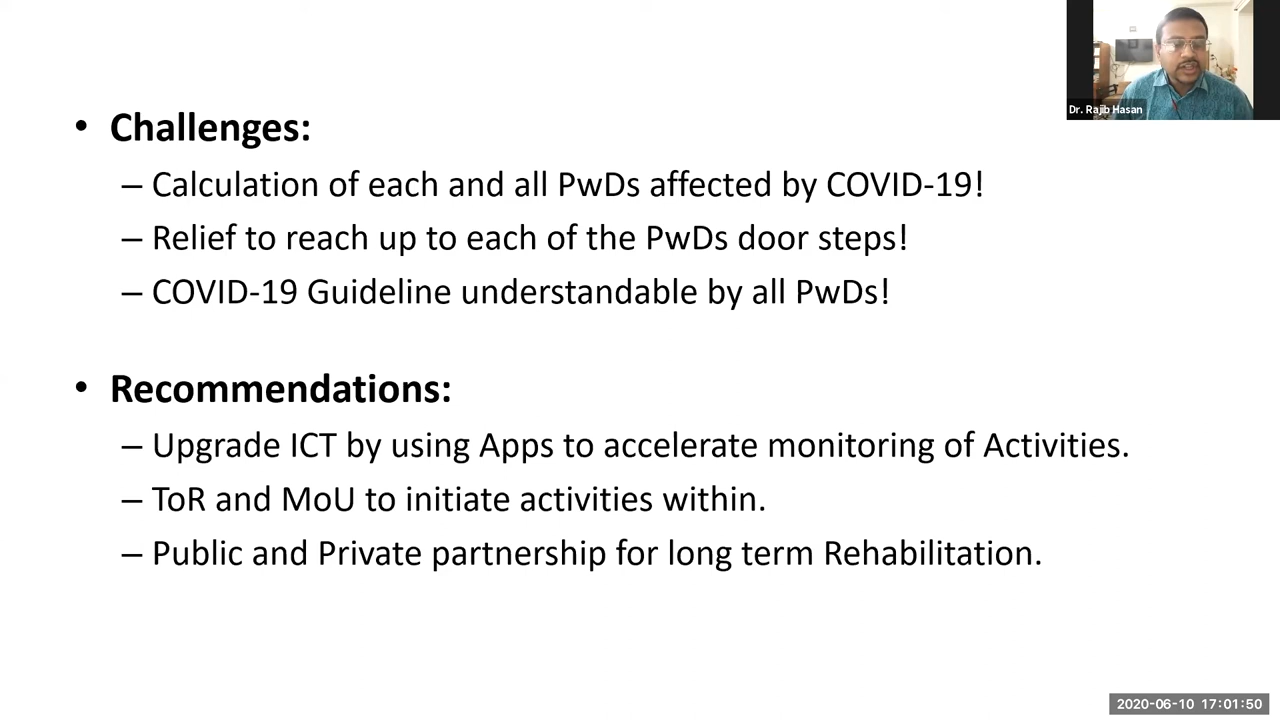 Dr. Rajib Hasan
• Challenges:
– Calculation of each and all PwDs affected by COVID-19!
– Relief to reach up to each of the PwDs door steps!
– COVID-19 Guideline understandable by all PwDs!
• Recommendations:
– Upgrade ICT by using Apps to accelerate monitoring of Activities.
– ToR and MoU to initiate activities within.
– Public and Private partnership for long term Rehabilitation.
2020-06-10 17:01:50